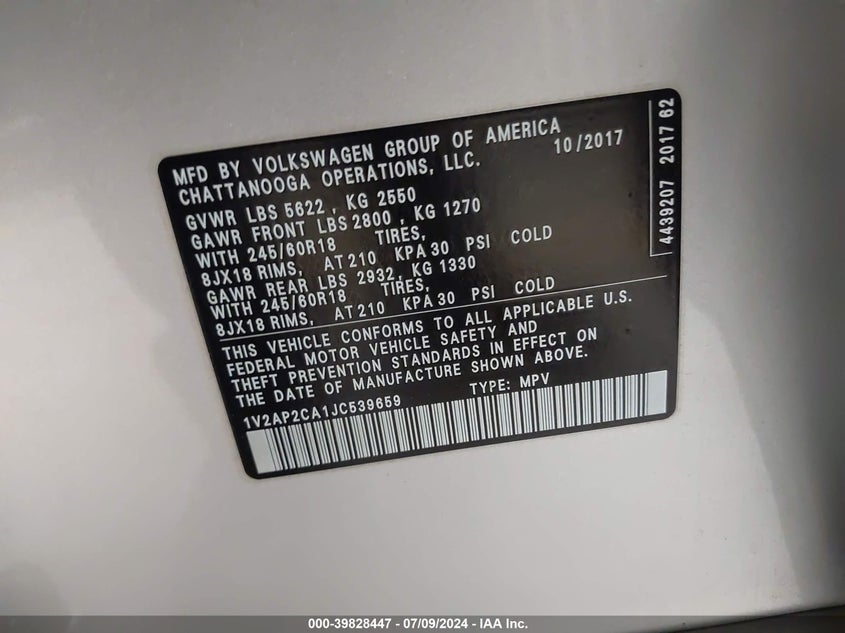 MFD BY VOLKSWAGEN GROUP OF AMERICA
CHATTANOOGA OPERATIONS, LLC. 10/2017
GVWR LBS 5622 , KG 2550
GAWR FRONT LBS 2800 , KG 1270
WITH 245/60R18 TIRES,
8JX18 RIMS, AT 210 KPA 30 PSI COLD
GAWR REAR LBS 2932, KG 1330
WITH 245/60R18 TIRES,
8JX18 RIMS, AT 210 KPA 30 PSI COLD
THIS VEHICLE CONFORMS TO ALL APPLICABLE U.S.
FEDERAL MOTOR VEHICLE SAFETY AND
THEFT PREVENTION STANDARDS IN EFFECT ON
THE DATE OF MANUFACTURE SHOWN ABOVE.
1V2AP2CA1JC539659 TYPE: MPV
4439207 2017 62
000-39828447 - 07/09/2024 - IAA Inc.